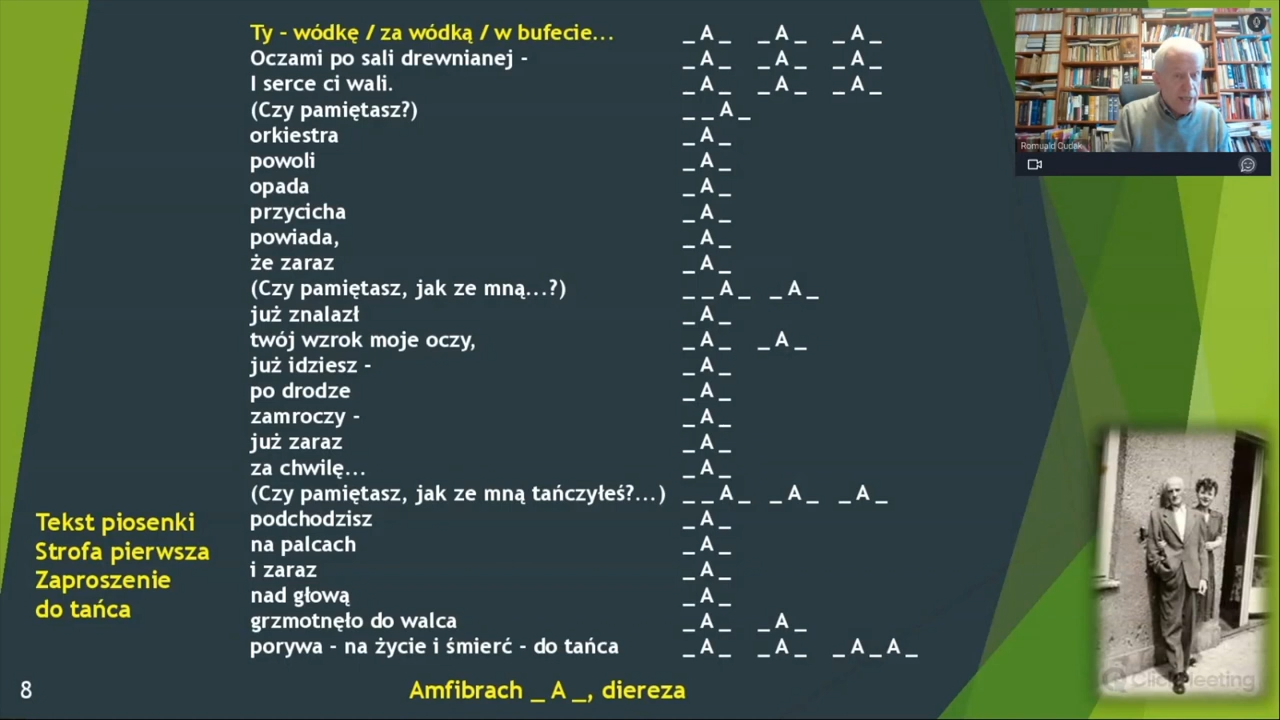 Ty - wódkę / za wódką / w bufecie... _ A _ _ A _ _ A _
Oczami po sali drewnianej - _ A _ _ A _ _ A _
I serce ci wali. _ A _ _ A _ _ A _
(Czy pamiętasz?) _ _ A _
orkiestra _ A _
powoli _ A _
opada _ A _
przycicha _ A _
powiada, _ A _
że zaraz _ A _
(Czy pamiętasz, jak ze mną...?) _ _ A _ _ A _
już znalazł _ A _
twój wzrok moje oczy, _ A _ _ A _
już idziesz - _ A _
po drodze _ A _
zamroczy - _ A _
już zaraz _ A _
za chwilę... _ A _
(Czy pamiętasz, jak ze mną tańczyłeś?...) _ _ A _ _ A _ _ A _
podchodzisz _ A _
na palcach _ A _
i zaraz _ A _
nad głową _ A _
grzmotnęło do walca _ A _ _ A _
porywa - na życie i śmierć - do tańca _ A _ _ A _ _ A _ A _
Tekst piosenki
Strofa pierwsza
Zaproszenie
do tańca
8
Amfibrach _ A _, diereza
Romuald Cudak
ClickMeeting